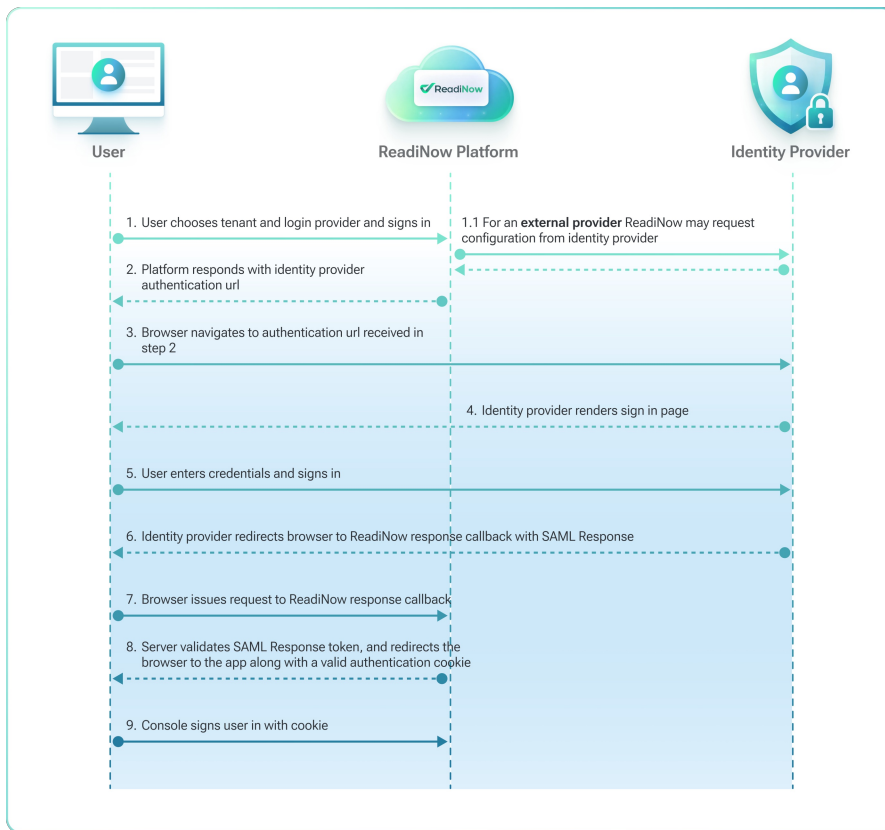 ReadiNow
User
ReadiNow Platform
Identity Provider
1. User chooses tenant and login provider and signs in
1.1 For an external provider ReadiNow may request
configuration from identity provider
2. Platform responds with identity provider
authentication url
3. Browser navigates to authentication url received in
step 2
4. Identity provider renders sign in page
5. User enters credentials and signs in
6. Identity provider redirects browser to ReadiNow response callback with SAML Response
7. Browser issues request to ReadiNow response callback
8. Server validates SAML Response token, and redirects the
browser to the app along with a valid authentication cookie
9. Console signs user in with cookie